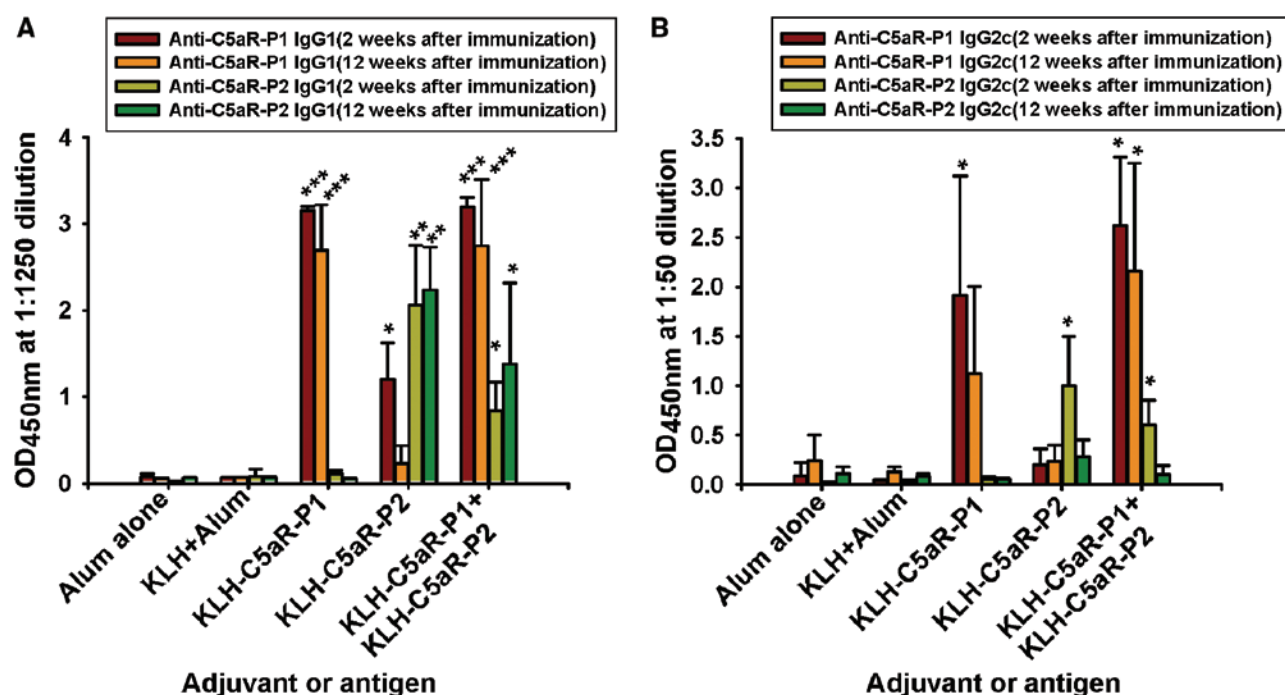 A
Anti-C5aR-P1 IgG1(2 weeks after immunization)
Anti-C5aR-P1 IgG1(12 weeks after immunization)
Anti-C5aR-P2 IgG1(2 weeks after immunization)
Anti-C5aR-P2 IgG1(12 weeks after immunization)
OD450nm at 1:1250 dilution
4
3
2
1
0
***
***
*
**
**
***
***
*
*
Alum alone
KLH+Alum
KLH-C5aR-P1
KLH-C5aR-P2
KLH-C5aR-P1+
KLH-C5aR-P2
Adjuvant or antigen
B
Anti-C5aR-P1 IgG2c(2 weeks after immunization)
Anti-C5aR-P1 IgG2c(12 weeks after immunization)
Anti-C5aR-P2 IgG2c(2 weeks after immunization)
Anti-C5aR-P2 IgG2c(12 weeks after immunization)
OD450nm at 1:50 dilution
3.5
3.0
2.5
2.0
1.5
1.0
0.5
0.0
*
*
*
*
*
Alum alone
KLH+Alum
KLH-C5aR-P1
KLH-C5aR-P2
KLH-C5aR-P1+
KLH-C5aR-P2
Adjuvant or antigen